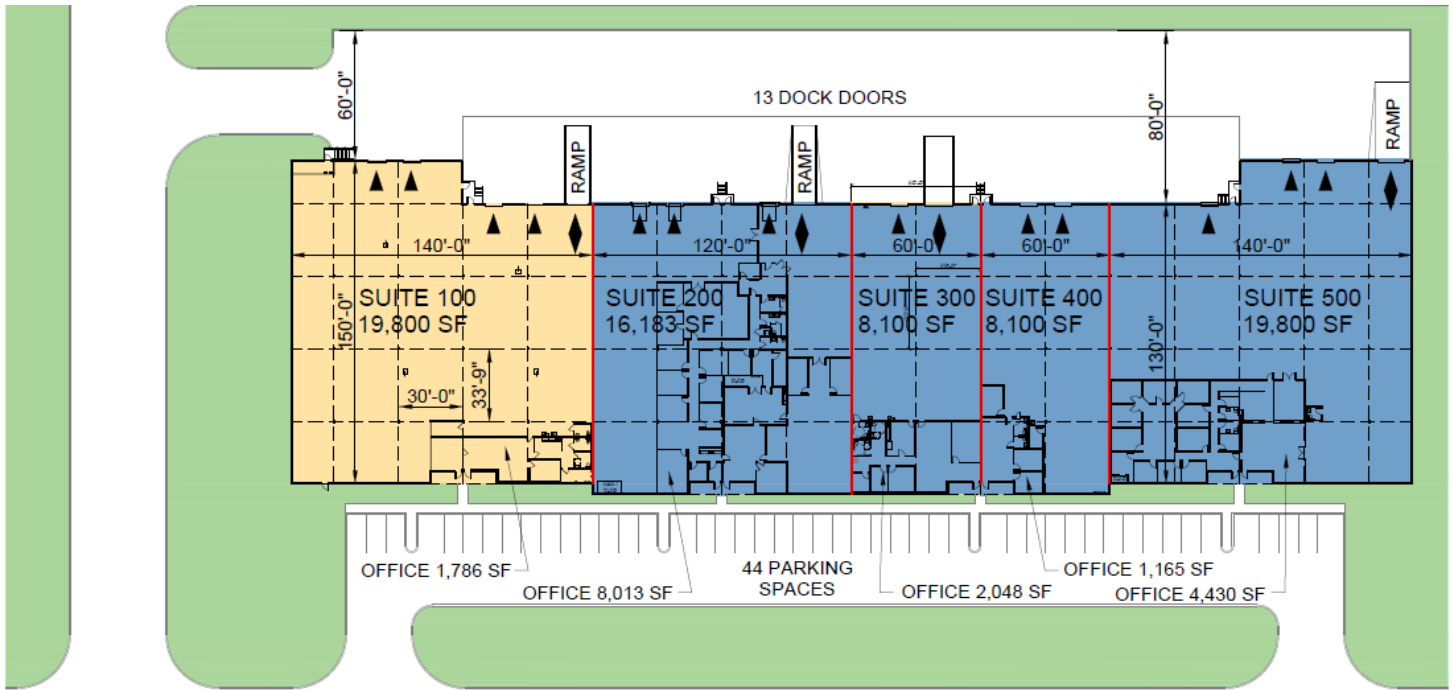 13 DOCK DOORS
60'-0"
80'-0"
RAMP
RAMP
RAMP
140'-0"
120'-0"
60'-0"
60'-0"
140'-0"
SUITE 100
19,800 SF
SUITE 200
16,183 SF
SUITE 300
8,100 SF
SUITE 400
8,100 SF
SUITE 500
19,800 SF
150'-0"
130'-0"
33'-9"
30'-0"
OFFICE 1,786 SF
OFFICE 8,013 SF
44 PARKING
SPACES
OFFICE 2,048 SF
OFFICE 1,165 SF
OFFICE 4,430 SF